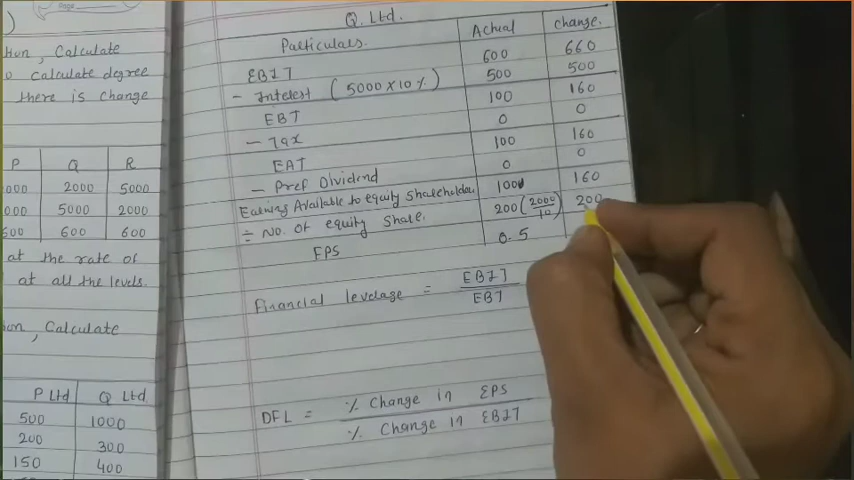 Page
)
tion, Calculate
o calculate degree
there is change
P Q R
000 2000 5000
000 5000 2000
600 600 600
at the rate of
at all the levels.
ion, Calculate
P Ltd Q Ltd
500 1000
200 300
150 400
Q. Ltd.
Particulars. Actual change.
EBIT 600 660
- Interest (5000 X 10 %) 500 500
EBT 100 160
- Tax 0 0
EAT 100 160
- Pref Dividend 0 0
Earning Available to equity Shareholder 100 160
÷ No. of equity Share. 200 (2000/10) 200
EPS 0.5
Financial leverage = EBIT
EBT
DFL = % Change in EPS
% Change in EBIT